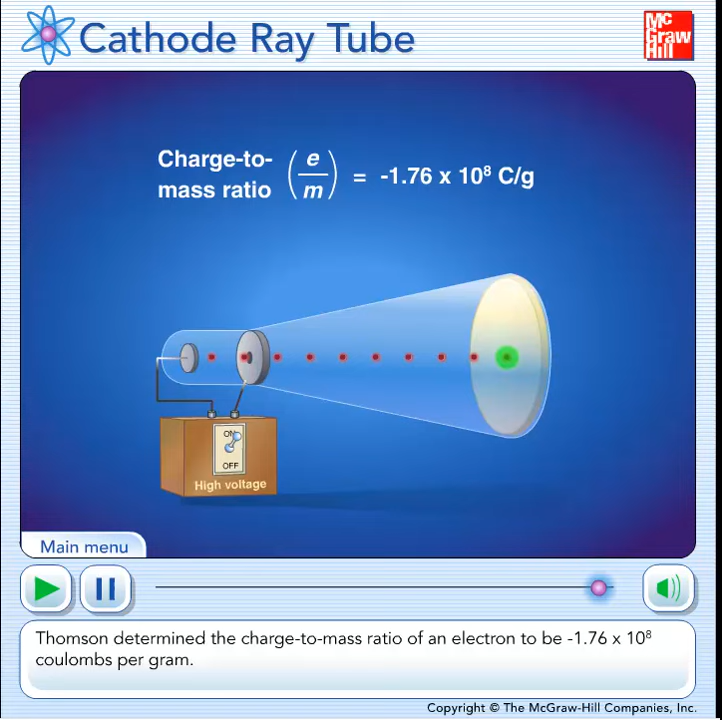 Cathode Ray Tube
Mc
Graw
Hill
Charge-to-
mass ratio (e/m) = -1.76 x 10⁸ C/g
ON
OFF
High voltage
Main menu
Thomson determined the charge-to-mass ratio of an electron to be -1.76 x 10⁸
coulombs per gram.
Copyright © The McGraw-Hill Companies, Inc.